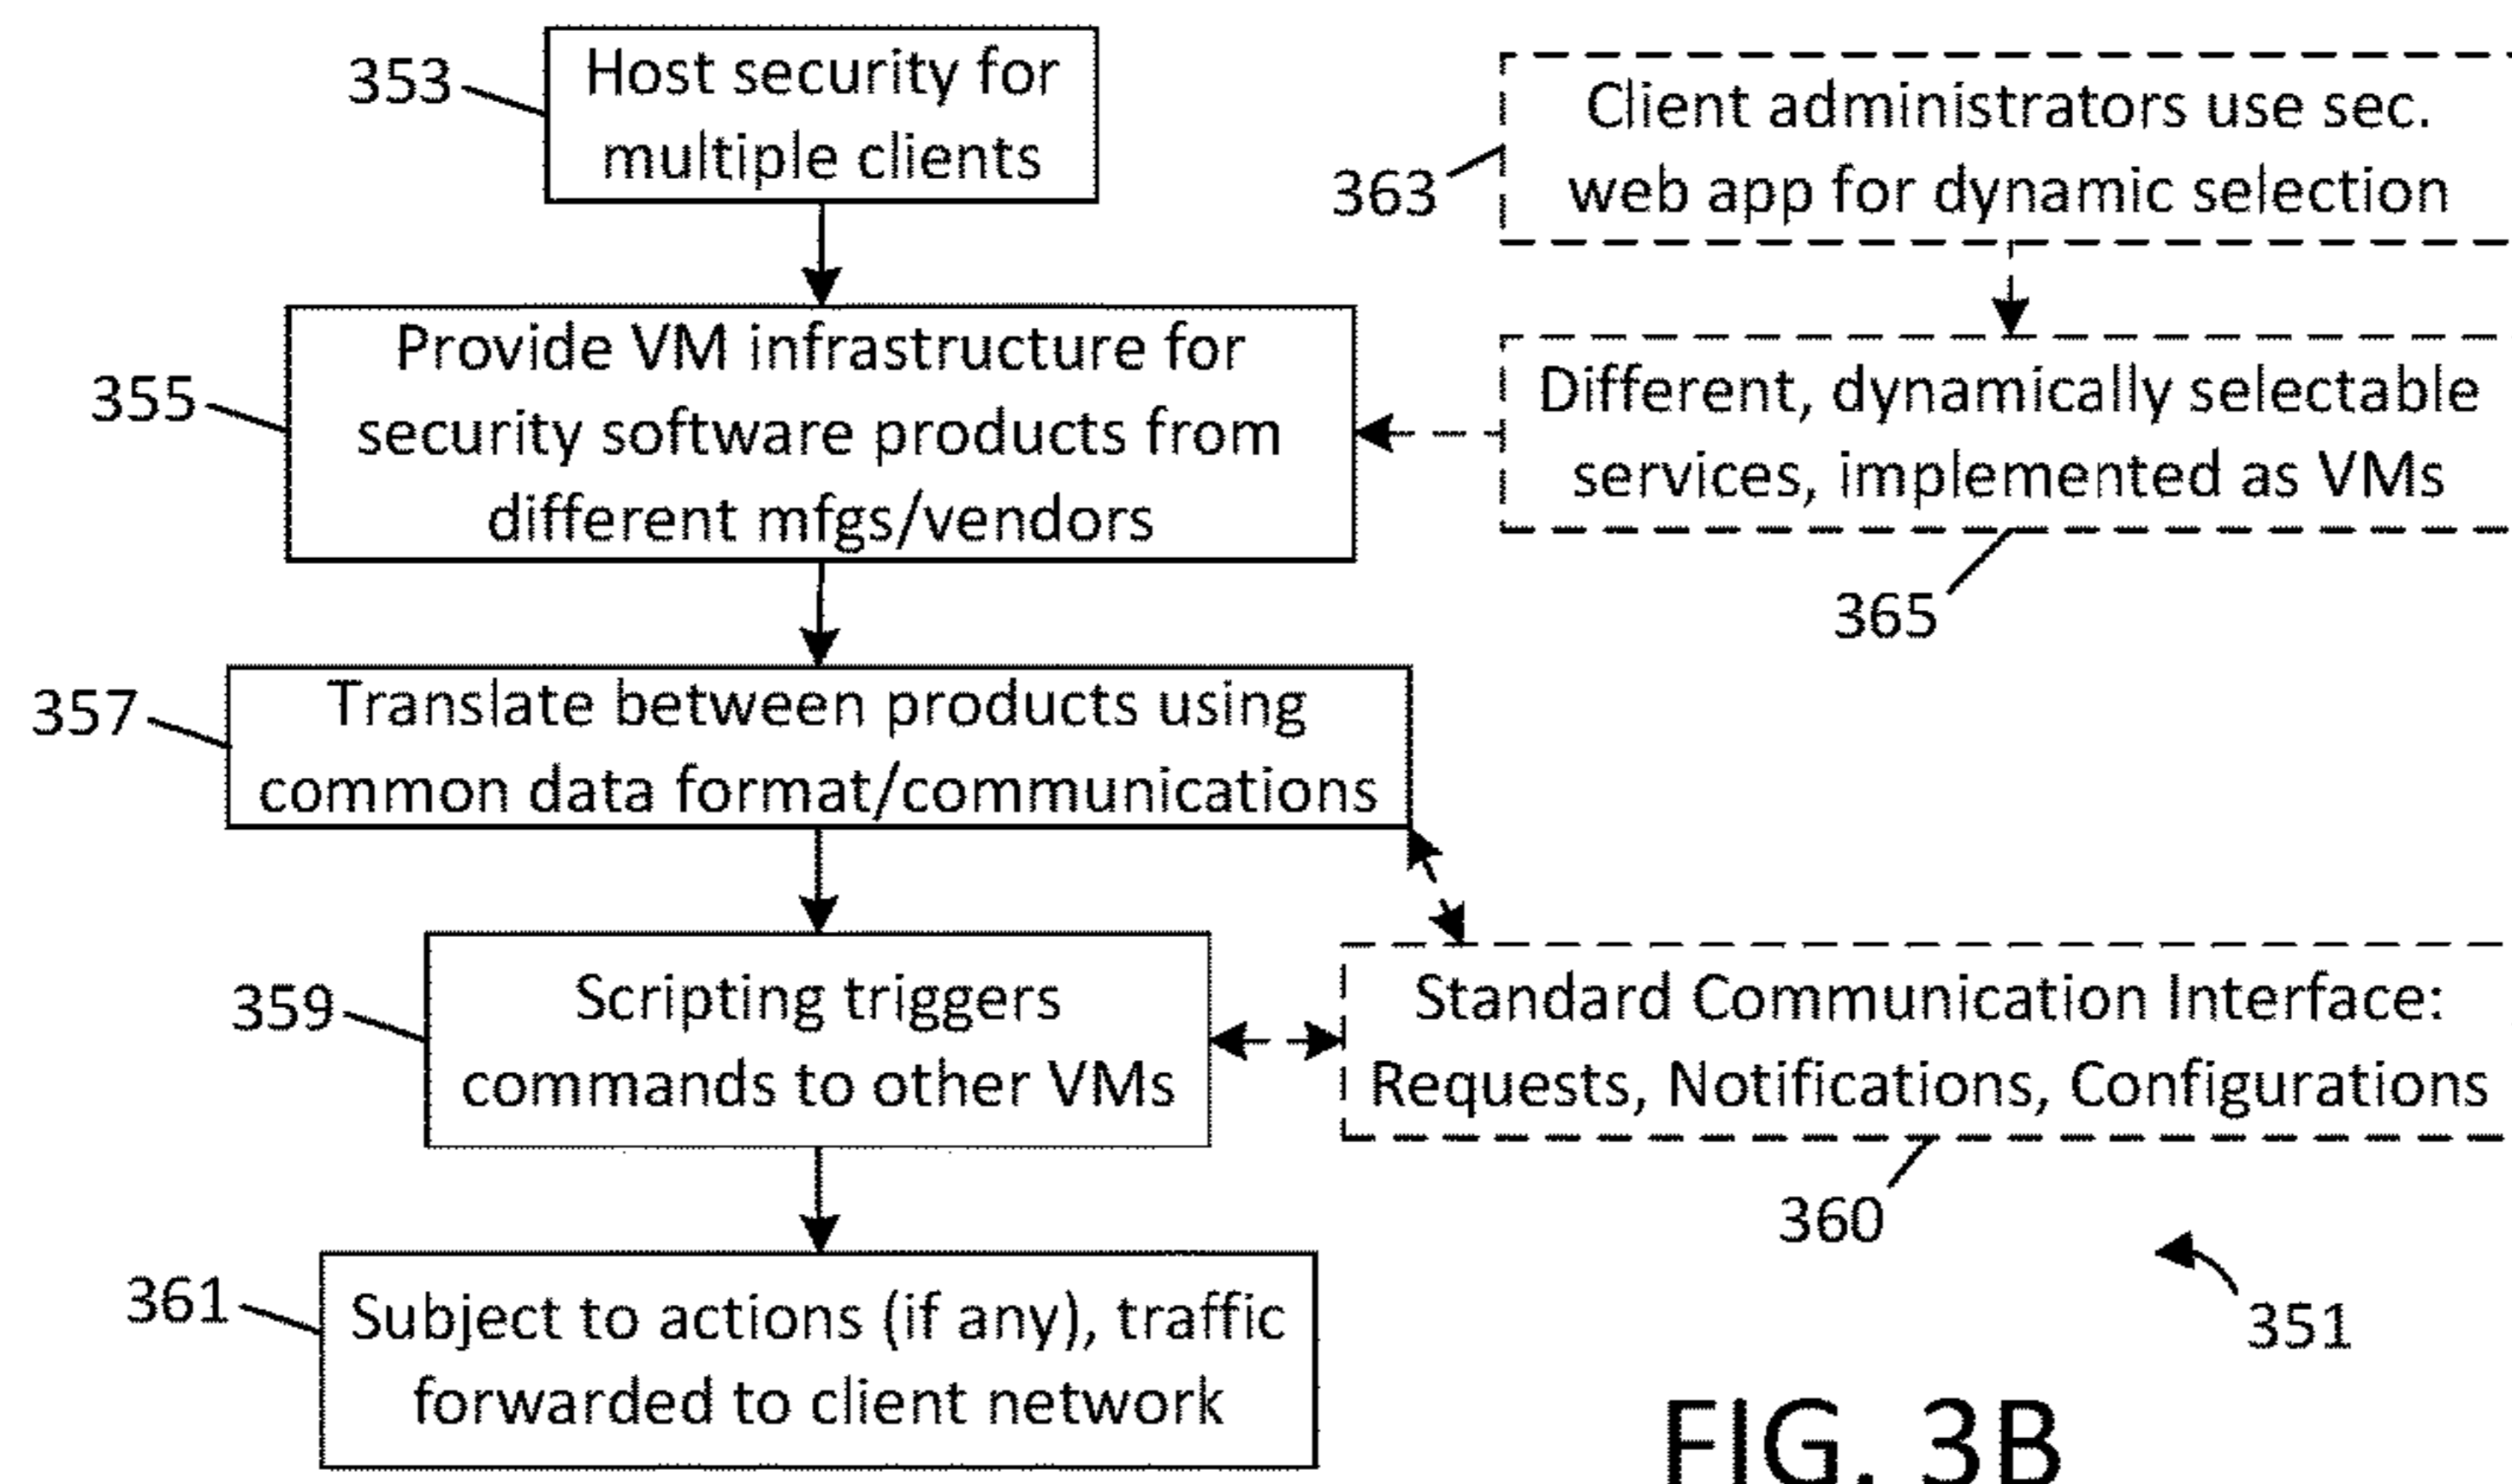 353
Host security for
multiple clients
363
Client administrators use sec.
web app for dynamic selection
355
Provide VM infrastructure for
security software products from
different mfgs/vendors
Different, dynamically selectable
services, implemented as VMs
365
357
Translate between products using
common data format/communications
359
Scripting triggers
commands to other VMs
Standard Communication Interface:
Requests, Notifications, Configurations
360
361
Subject to actions (if any), traffic
forwarded to client network
351
FIG. 3B